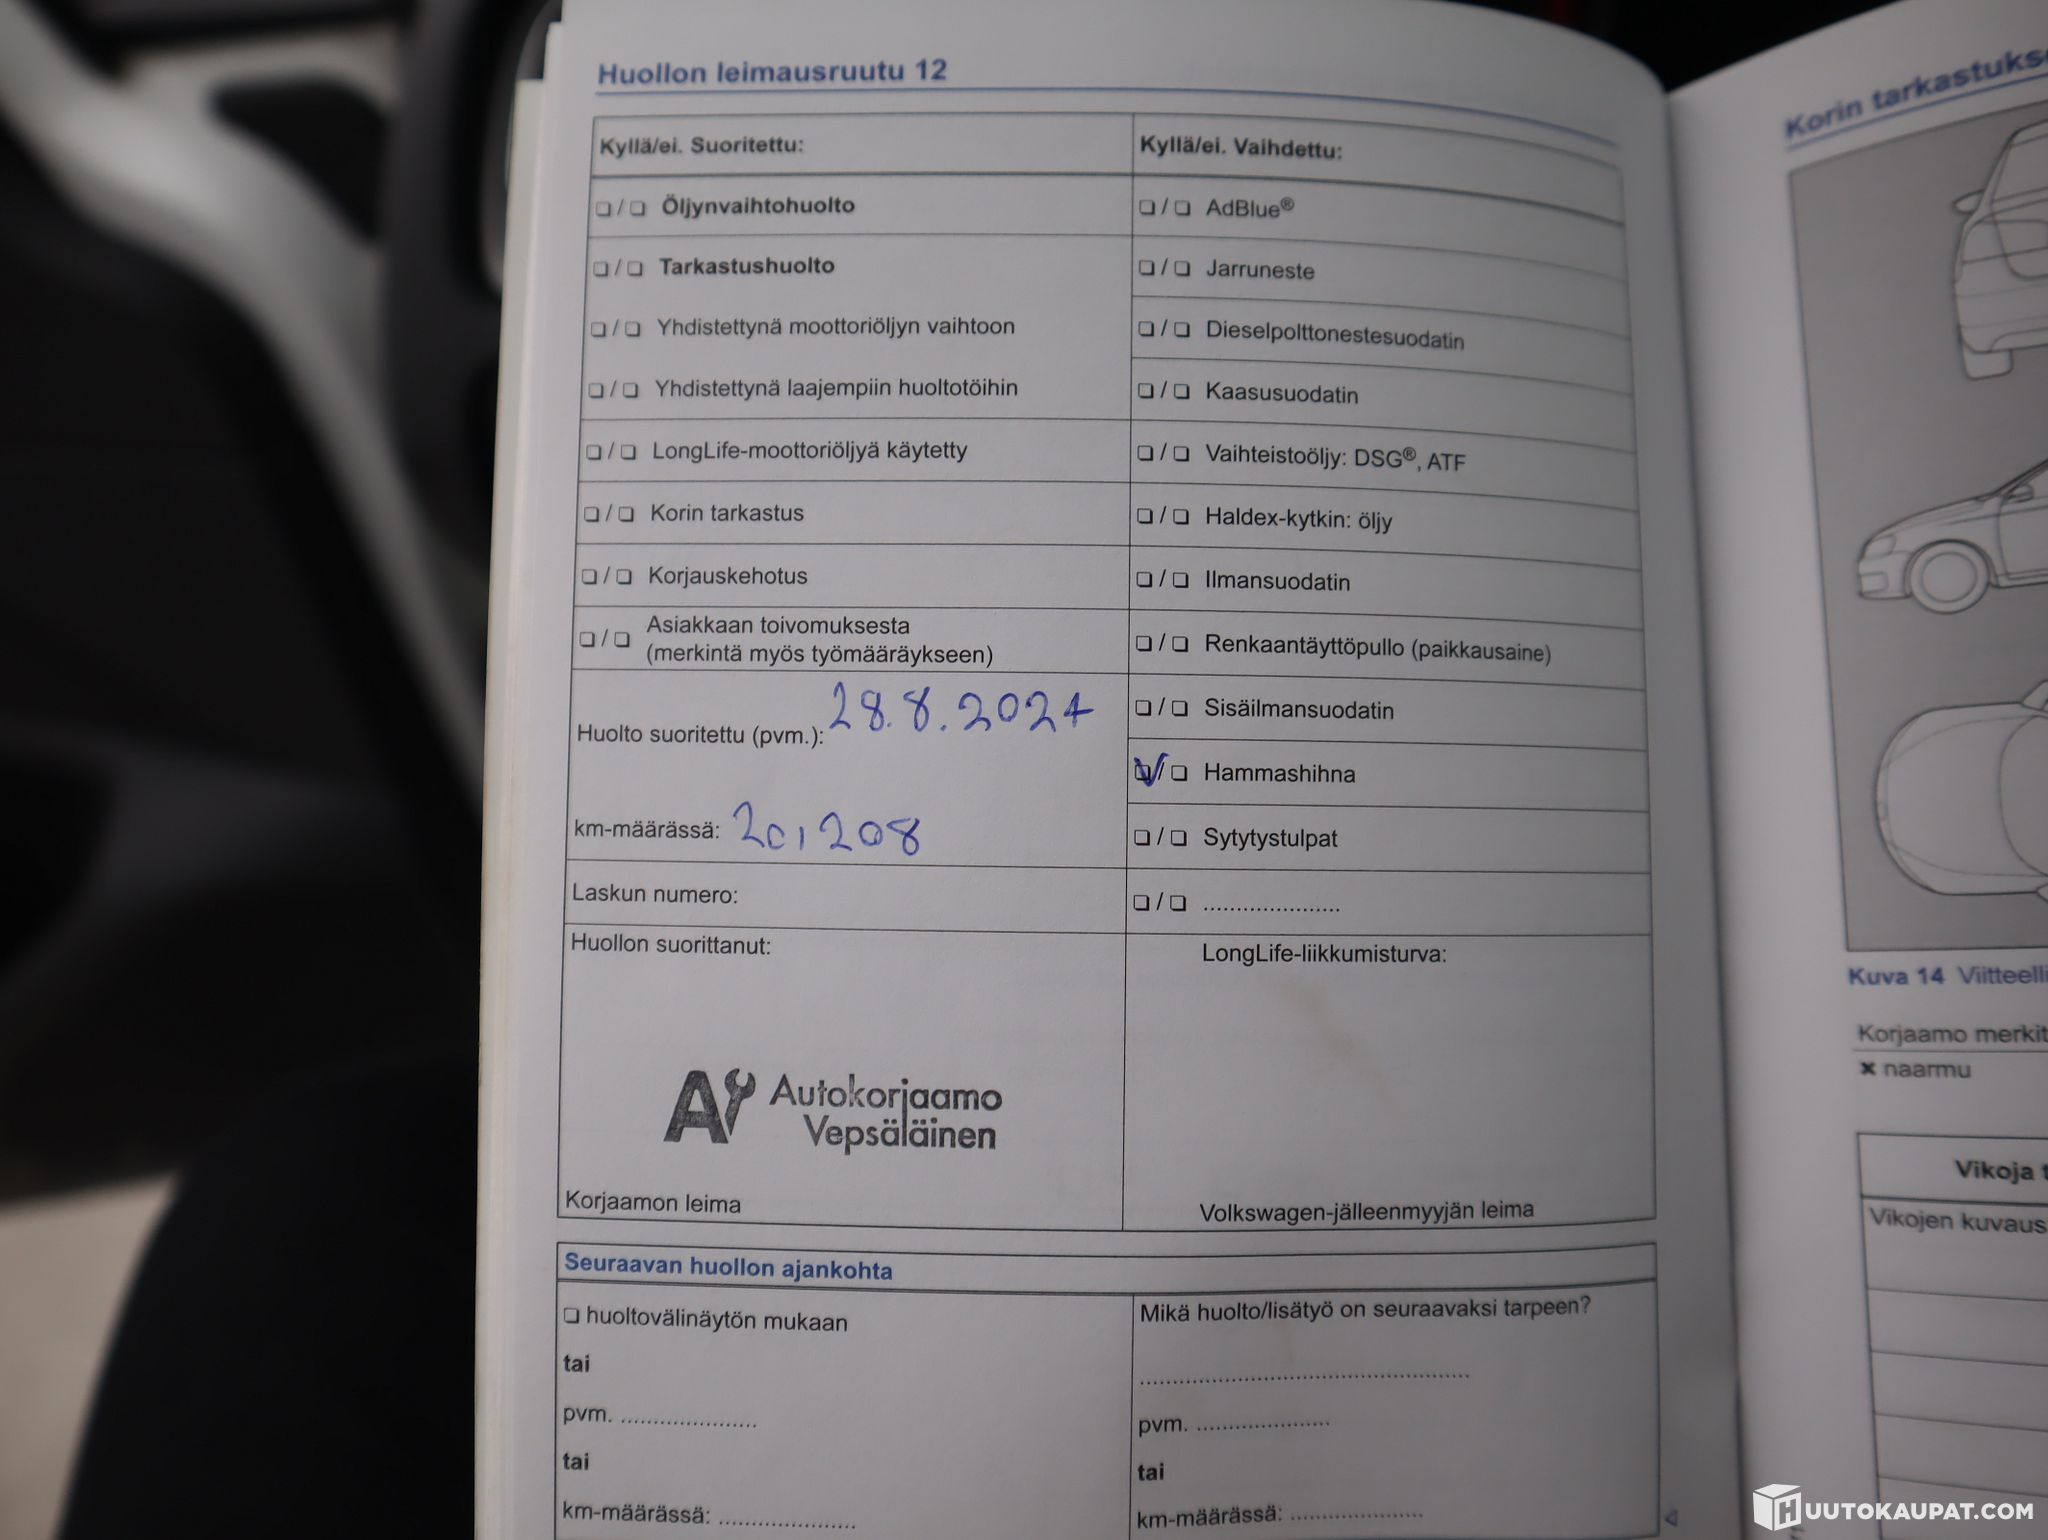 Huollon leimausruutu 12
Kyllä/ei. Suoritettu:
❏ / ❏ Öljynvaihtohuolto
❏ / ❏ Tarkastushuolto
❏ / ❏ Yhdistettynä moottoriöljyn vaihtoon
❏ / ❏ Yhdistettynä laajempiin huoltotöihin
❏ / ❏ LongLife-moottoriöljyä käytetty
❏ / ❏ Korin tarkastus
❏ / ❏ Korjauskehotus
❏ / ❏ Asiakkaan toivomuksesta
(merkintä myös työmääräykseen)
Huolto suoritettu (pvm.): 28.8.2024
km-määrässä: 201208
Laskun numero:
Huollon suorittanut:
Autokorjaamo
Vepsäläinen
Korjaamon leima
Kyllä/ei. Vaihdettu:
❏ / ❏ AdBlue®
❏ / ❏ Jarruneste
❏ / ❏ Dieselpolttonestesuodatin
❏ / ❏ Kaasusuodatin
❏ / ❏ Vaihteistoöljy: DSG®, ATF
❏ / ❏ Haldex-kytkin: öljy
❏ / ❏ Ilmansuodatin
❏ / ❏ Renkaantäyttöpullo (paikkausaine)
❏ / ❏ Sisäilmansuodatin
☑ / ❏ Hammashihna
❏ / ❏ Sytytystulpat
❏ / ❏ .....................
LongLife-liikkumisturva:
Volkswagen-jälleenmyyjän leima
Seuraavan huollon ajankohta
❏ huoltovälinäytön mukaan
tai
pvm. .....................
tai
km-määrässä: .....................
Mikä huolto/lisätyö on seuraavaksi tarpeen?
..................................................
pvm. ....................
tai
km-määrässä: ....................
Korin
Kuva 14
Korjaamo
✖ naarmu
Vikoja
Vikojen
HUUTOKAUPAT.COM